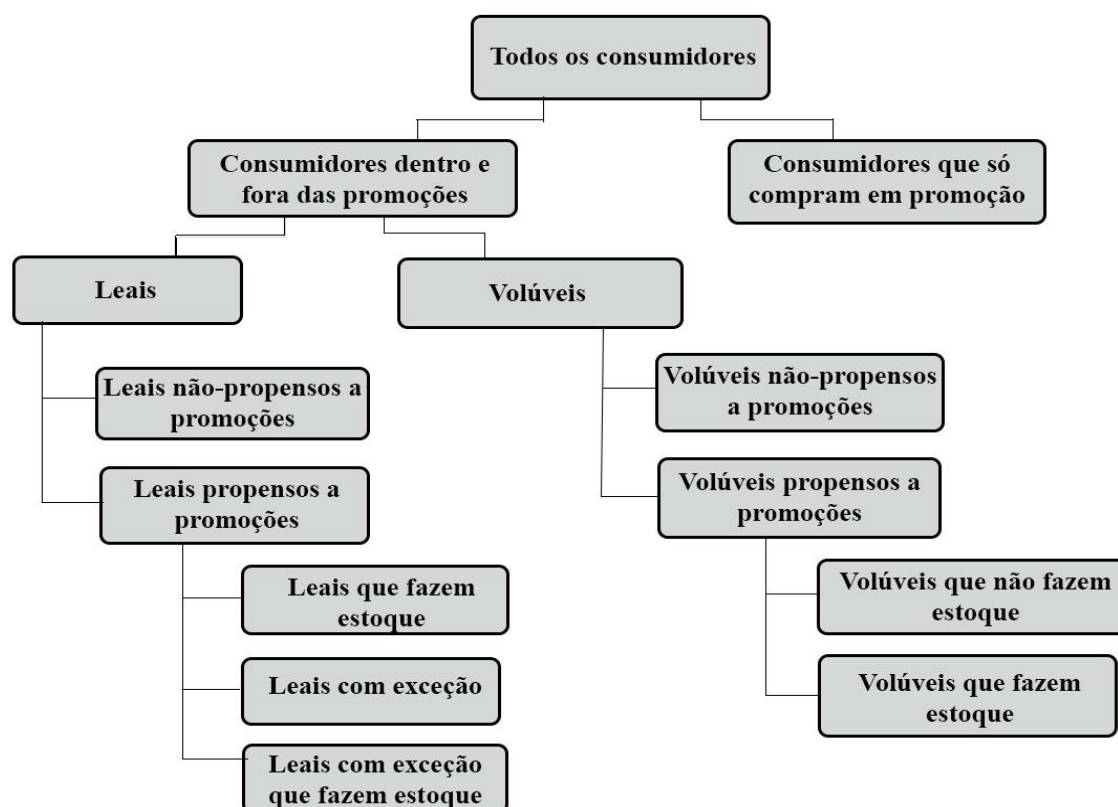 Todos os consumidores
Consumidores dentro e
fora das promoções
Consumidores que só
compram em promoção
Leais
Volúveis
Leais não-propensos a
promoções
Volúveis não-propensos
a promoções
Leais propensos a
promoções
Volúveis propensos a
promoções
Leais que fazem
estoque
Volúveis que não fazem
estoque
Leais com exceção
Volúveis que fazem
estoque
Leais com exceção
que fazem estoque